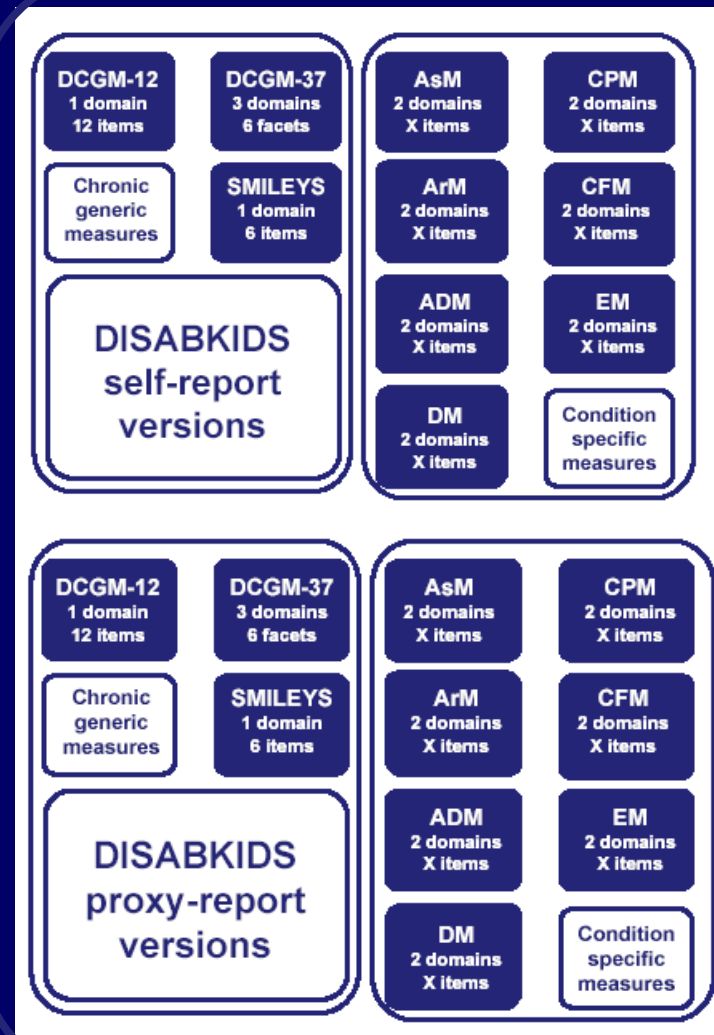 DCGM-12
1 domain
12 items
DCGM-37
3 domains
6 facets
Chronic
generic
measures
SMILEYS
1 domain
6 items
DISABKIDS
self-report
versions
AsM
2 domains
X items
CPM
2 domains
X items
ArM
2 domains
X items
CFM
2 domains
X items
ADM
2 domains
X items
EM
2 domains
X items
DM
2 domains
X items
Condition
specific
measures
DCGM-12
1 domain
12 items
DCGM-37
3 domains
6 facets
Chronic
generic
measures
SMILEYS
1 domain
6 items
DISABKIDS
proxy-report
versions
AsM
2 domains
X items
CPM
2 domains
X items
ArM
2 domains
X items
CFM
2 domains
X items
ADM
2 domains
X items
EM
2 domains
X items
DM
2 domains
X items
Condition
specific
measures